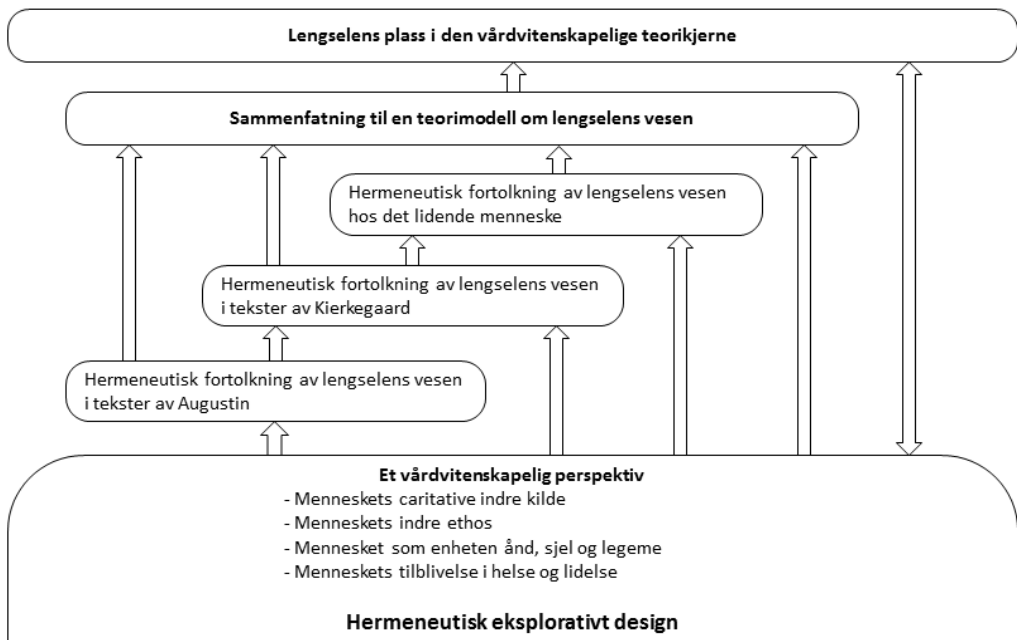 Lengselens plass i den vårdvitenskapelige teorikjerne
Sammenfatning til en teorimodell om lengselens vesen
Hermeneutisk fortolkning av lengselens vesen
hos det lidende menneske
Hermeneutisk fortolkning av lengselens vesen
i tekster av Kierkegaard
Hermeneutisk fortolkning av lengselens vesen
i tekster av Augustin
Et vårdvitenskapelig perspektiv
- Menneskets caritative indre kilde
- Menneskets indre ethos
- Mennesket som enheten ånd, sjel og legeme
- Menneskets tilblivelse i helse og lidelse
Hermeneutisk eksplorativt design